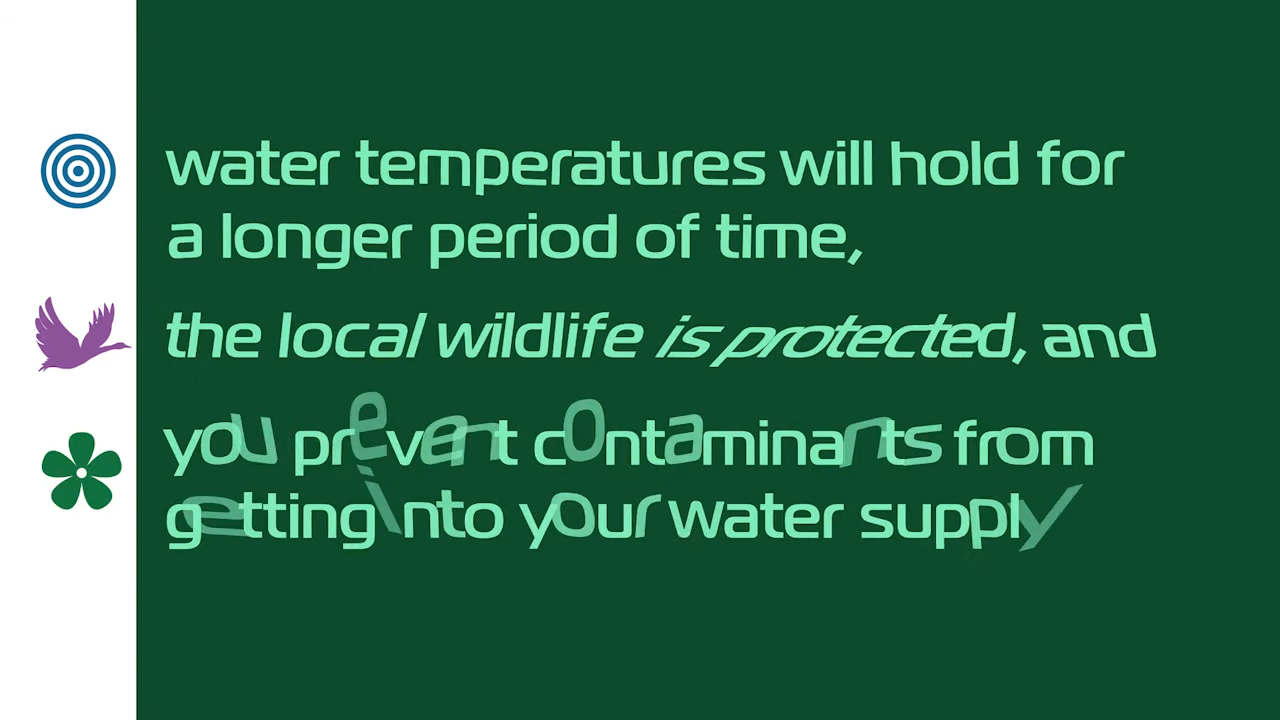 water temperatures will hold for
a longer period of time,
the local wildlife is protected, and
you prevent contaminants from
getting into your water supply